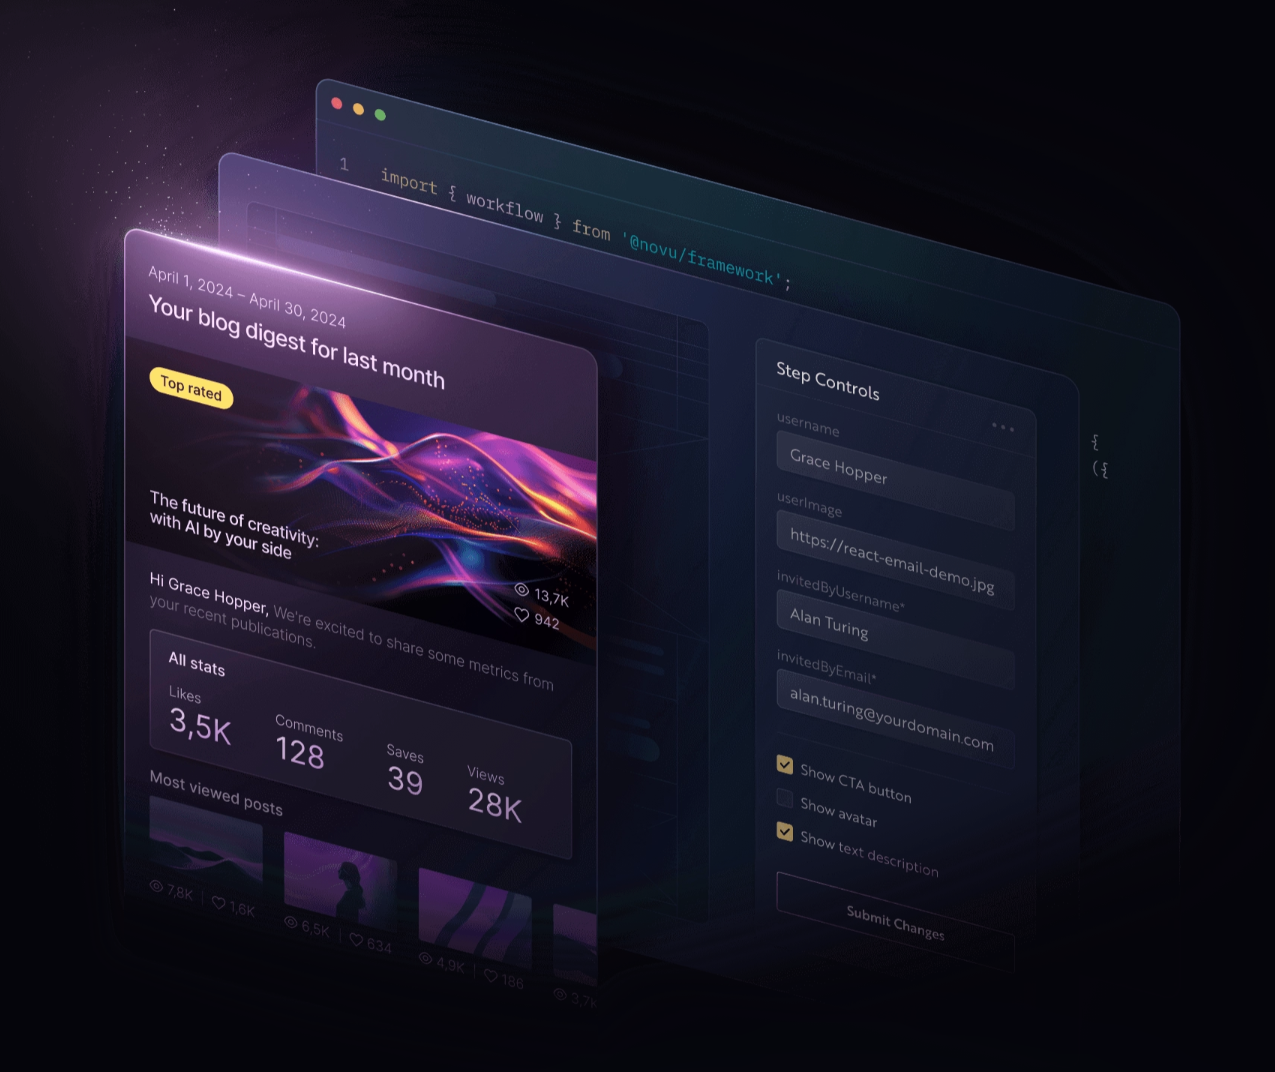 1 import { workflow } from '@novu/framework';
{
({
April 1, 2024 – April 30, 2024
Your blog digest for last month
Top rated
The future of creativity:
with AI by your side
13,7K
942
Hi Grace Hopper, We're excited to share some metrics from
your recent publications.
All stats
Likes
3,5K
Comments
128
Saves
39
Views
28K
Most viewed posts
7,8K | 1,6K
6,5K | 634
4,9K | 186
3,7K
Step Controls
username
Grace Hopper
userImage
https://react-email-demo.jpg
invitedByUsername*
Alan Turing
invitedByEmail*
alan.turing@yourdomain.com
Show CTA button
Show avatar
Show text description
Submit Changes